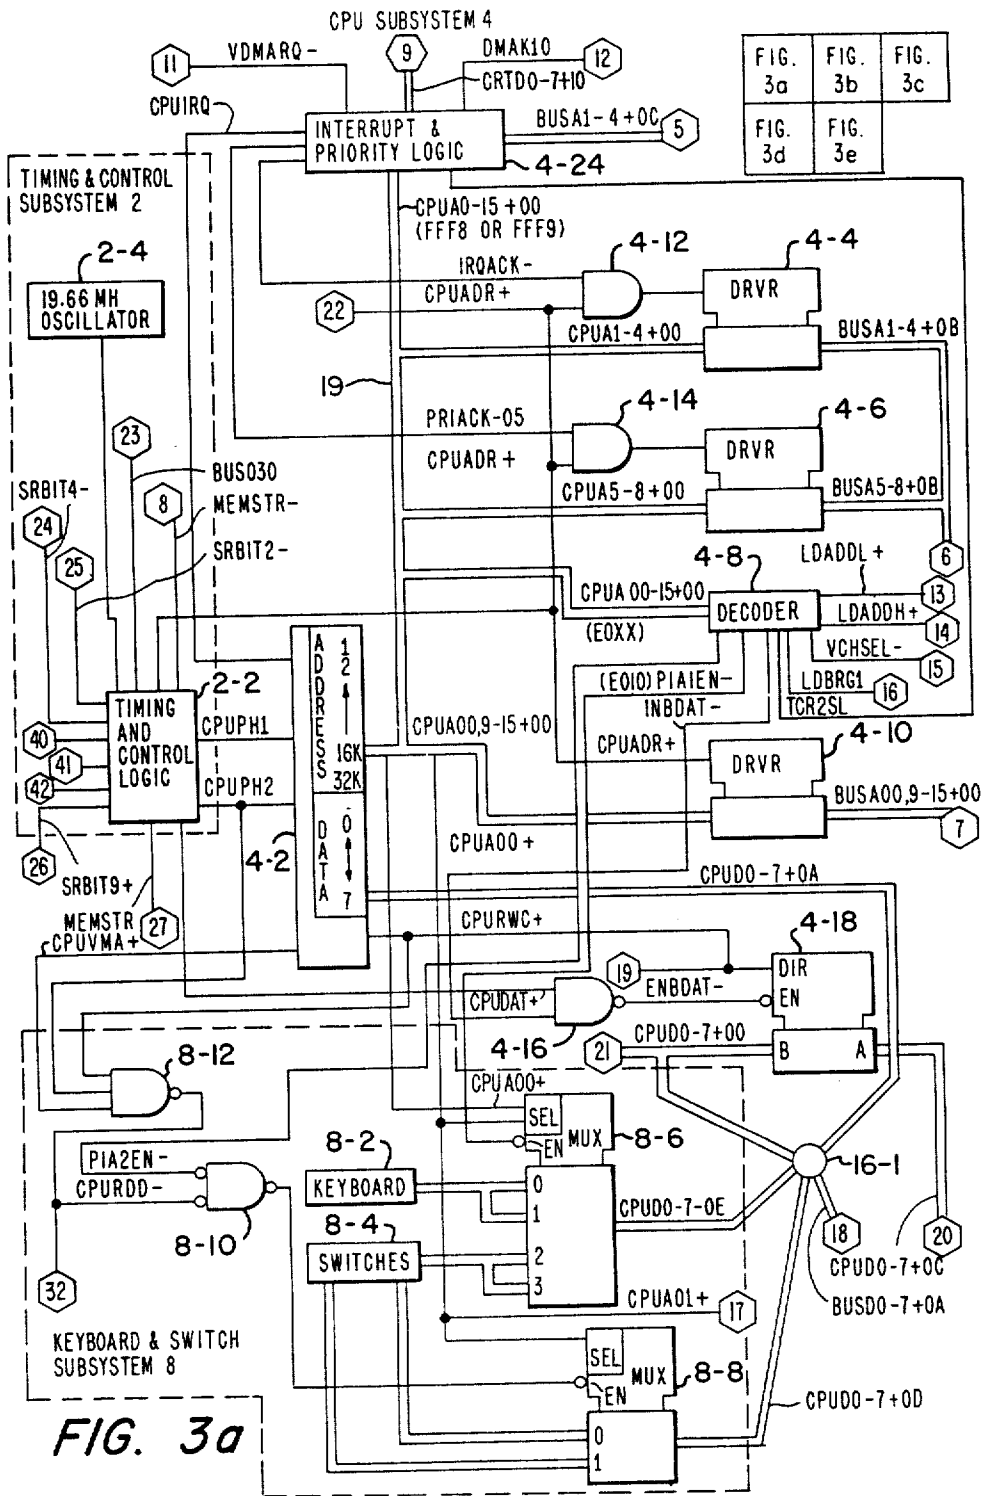 CPU SUBSYSTEM 4
11
VDMARQ-
9
DMAK10
12
CRTD0-7+10
CPUIRQ
INTERRUPT &
PRIORITY LOGIC
BUSA1-4+0C
5
4-24
FIG.
3a
FIG.
3b
FIG.
3c
FIG.
3d
FIG.
3e
TIMING & CONTROL
SUBSYSTEM 2
CPUA0-15+00
(FFF8 OR FFF9)
2-4
19.66 MH
OSCILLATOR
4-12
4-4
IRQACK-
22
CPUADR+
DRVR
CPUA1-4+00
BUSA1-4+0B
19
4-14
4-6
PRIACK-05
CPUADR+
DRVR
CPUA5-8+00
BUSA5-8+0B
23
BUS030
SRBIT4-
8
MEMSTR-
24
25
SRBIT2-
6
4-8
LDADDL+
CPUA00-15+00
DECODER
13
LDADDH+
14
(E0XX)
VCHSEL-
15
(E010)PIAIEN-
LDBRG1
16
INBDAT-
TCR2SL
2-2
TIMING
AND
CONTROL
LOGIC
ADDRESS
1
2
16K
32K
DATA
-
0
7
CPUPH1
CPUPH2
40
41
42
26
4-2
CPUA00,9-15+00
CPUADR+
4-10
DRVR
BUSA00,9-15+00
7
CPUA00+
SRBIT9+
MEMSTR
27
CPUVMA+
CPUD0-7+0A
CPURWC+
4-18
19
DIR
ENBDAT-
EN
CPUDAT+
4-16
CPUD0-7+00
21
B
A
8-12
CPUA00+
SEL
MUX
EN
8-6
8-2
KEYBOARD
0
1
2
3
PIA2EN-
CPURDD-
8-10
8-4
SWITCHES
CPUD0-7-0E
16-1
18
20
CPUD0-7+0C
BUSD0-7+0A
32
CPUA01+
17
KEYBOARD & SWITCH
SUBSYSTEM 8
SEL
MUX
EN
8-8
0
1
CPUD0-7+0D
FIG. 3a